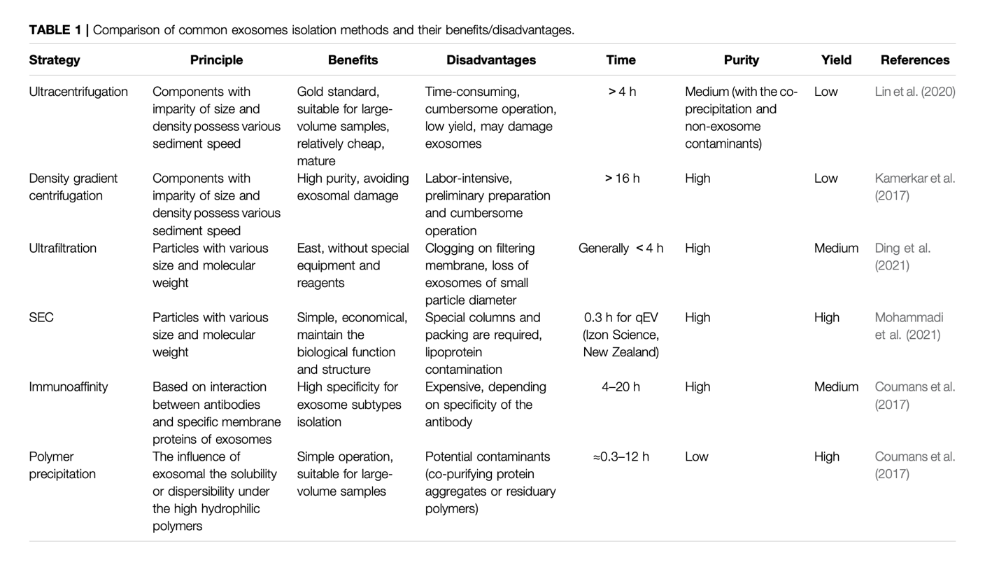 TABLE 1 | Comparison of common exosomes isolation methods and their benefits/disadvantages.
Strategy Principle Benefits Disadvantages Time Purity Yield References
Ultracentrifugation Components with Gold standard, Time-consuming, > 4 h Medium (with the co- Low Lin et al. (2020)
imparity of size and suitable for large- cumbersome operation, precipitation and
density possess various volume samples, low yield, may damage non-exosome
sediment speed relatively cheap, exosomes contaminants)
mature
Density gradient Components with High purity, avoiding Labor-intensive, > 16 h High Low Kamerkar et al.
centrifugation imparity of size and exosomal damage preliminary preparation (2017)
density possess various and cumbersome
sediment speed operation
Ultrafiltration Particles with various East, without special Clogging on filtering Generally < 4 h High Medium Ding et al.
size and molecular equipment and membrane, loss of (2021)
weight reagents exosomes of small
particle diameter
SEC Particles with various Simple, economical, Special columns and 0.3 h for qEV High High Mohammadi
size and molecular maintain the packing are required, (Izon Science, et al. (2021)
weight biological function lipoprotein New Zealand)
and structure contamination
Immunoaffinity Based on interaction High specificity for Expensive, depending 4–20 h High Medium Coumans et al.
between antibodies exosome subtypes on specificity of the (2017)
and specific membrane isolation antibody
proteins of exosomes
Polymer The influence of Simple operation, Potential contaminants ≈0.3–12 h Low High Coumans et al.
precipitation exosomal the solubility suitable for large- (co-purifying protein (2017)
or dispersibility under volume samples aggregates or residuary
the high hydrophilic polymers)
polymers